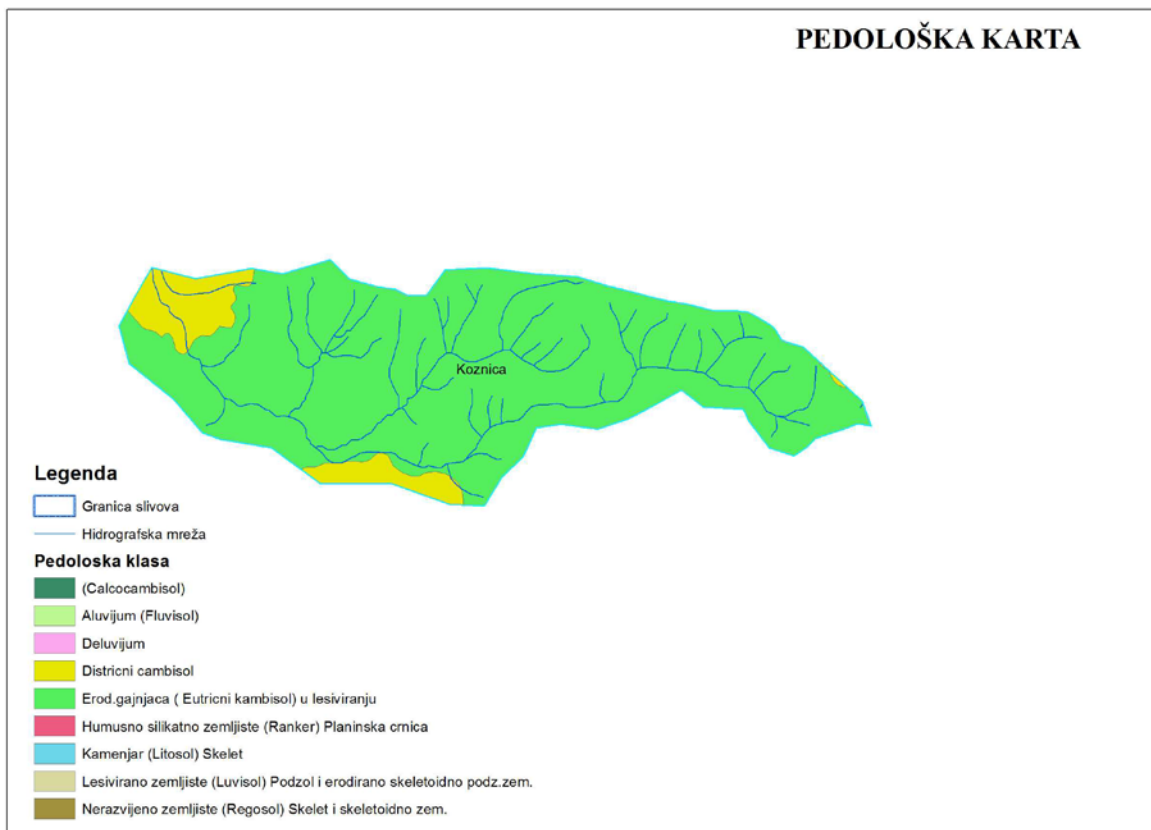 PEDOLOŠKA KARTA
Koznica
Legenda
Granica slivova
Hidrografska mreža
Pedoloska klasa
(Calcocambisol)
Aluvijum (Fluvisol)
Deluvijum
Districni cambisol
Erod.gajnjaca ( Eutricni kambisol) u lesiviranju
Humusno silikatno zemljiste (Ranker) Planinska crnica
Kamenjar (Litosol) Skelet
Lesivirano zemljiste (Luvisol) Podzol i erodirano skeletoidno podz.zem.
Nerazvijeno zemljiste (Regosol) Skelet i skeletoidno zem.